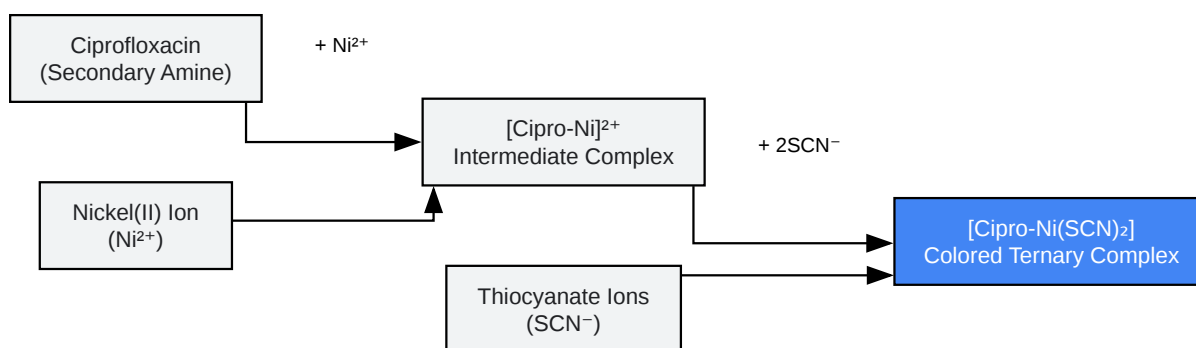 Ciprofloxacin
(Secondary Amine)
+ Ni²⁺
[Cipro-Ni]²⁺
Intermediate Complex
+ 2SCN⁻
Nickel(II) Ion
(Ni²⁺)
[Cipro-Ni(SCN)₂]
Colored Ternary Complex
Thiocyanate Ions
(SCN⁻)